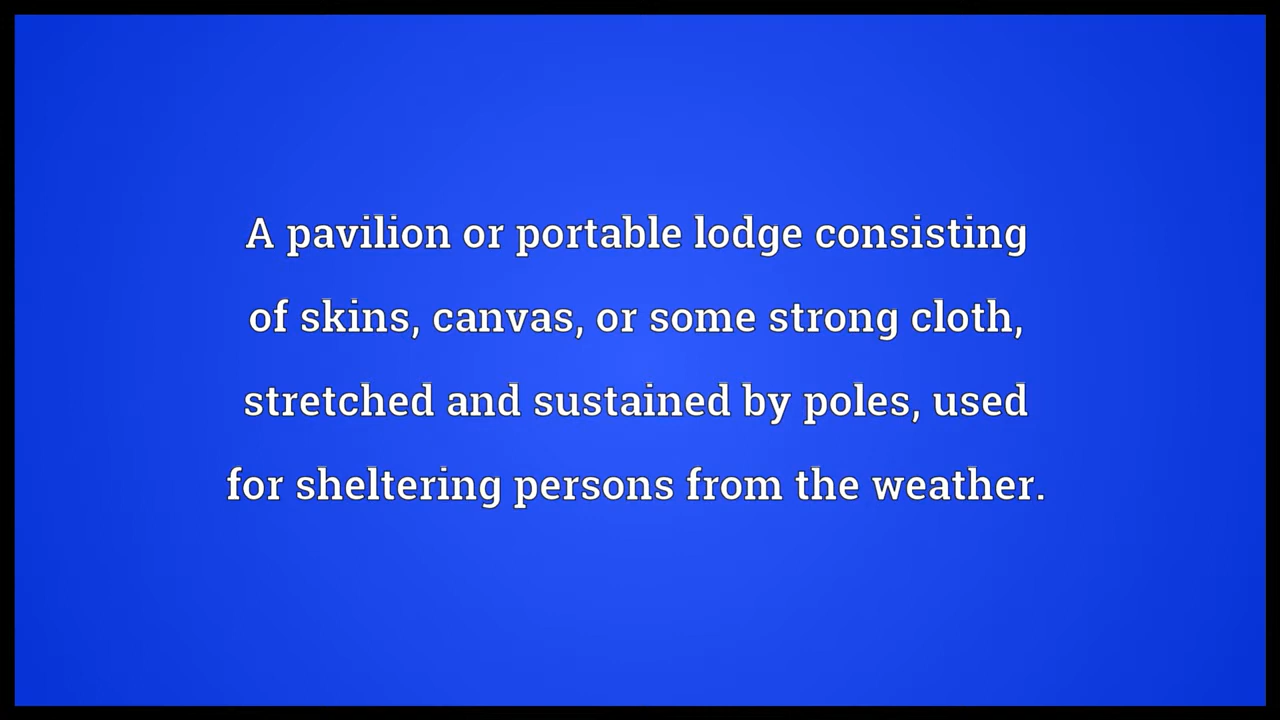 A pavilion or portable lodge consisting
of skins, canvas, or some strong cloth,
stretched and sustained by poles, used
for sheltering persons from the weather.